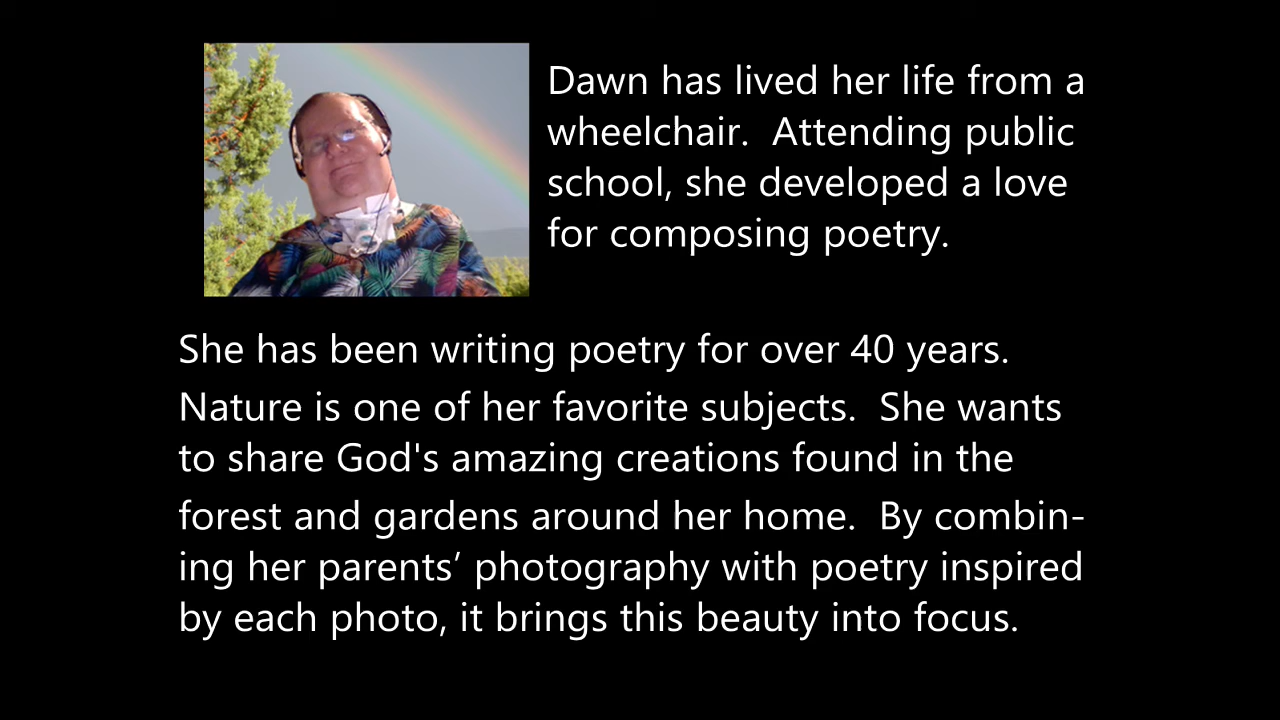 Dawn has lived her life from a
wheelchair.  Attending public
school, she developed a love
for composing poetry.
She has been writing poetry for over 40 years.
Nature is one of her favorite subjects.  She wants
to share God's amazing creations found in the
forest and gardens around her home.  By combin-
ing her parents’ photography with poetry inspired
by each photo, it brings this beauty into focus.